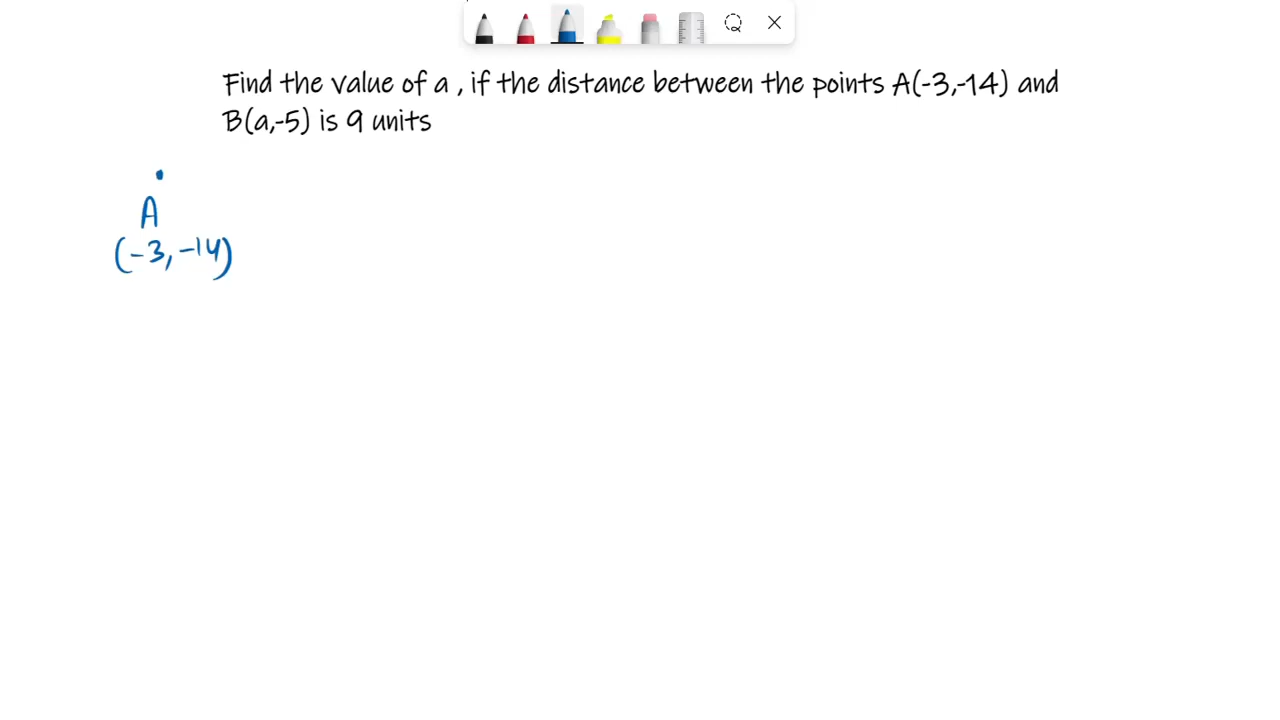 Find the value of a , if the distance between the points A(-3,-14) and
B(a,-5) is 9 units
A
(-3, -14)